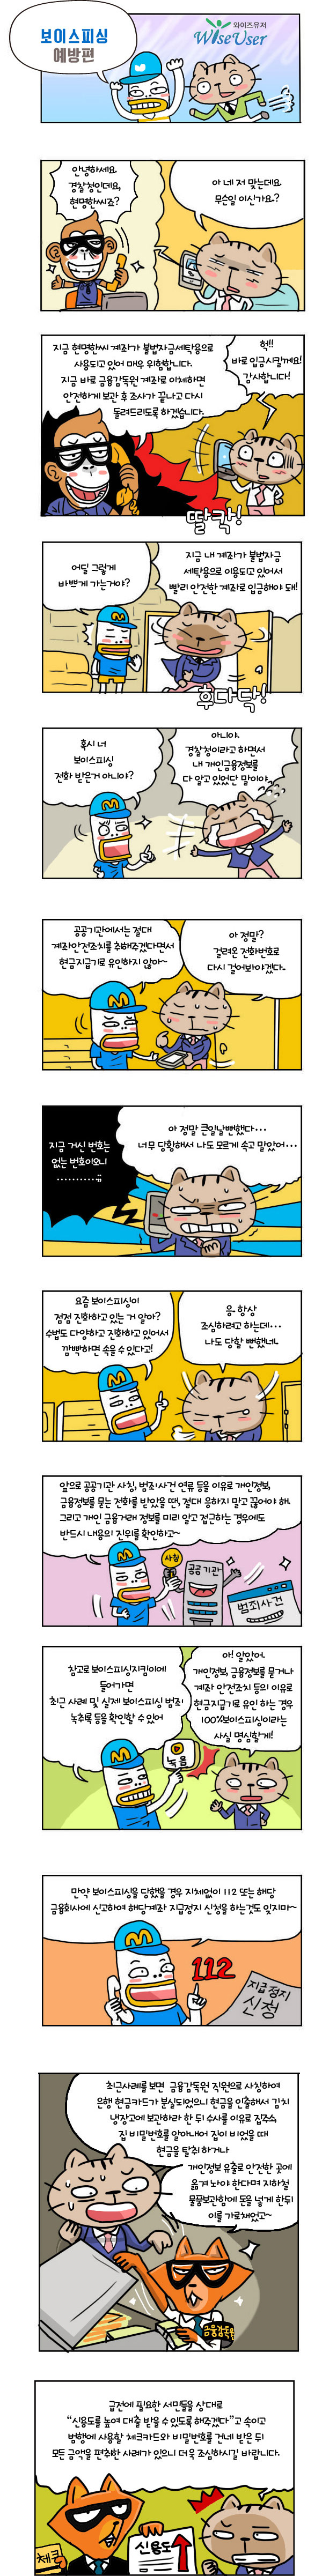 보이스피싱
예방편
와이즈유저
WiseUser
안녕하세요.
경찰청인데요,
현명한씨죠?
아 네 저 맞는데요.
무슨일 이신가요.?
지금 현명한씨 계좌가 불법자금세탁용으로
사용되고 있어 매우 위험합니다.
지금 바로 금융감독원 계좌로 이체하면
안전하게 보관 후 조사가 끝나고 다시
돌려드리도록 하겠습니다.
헉!!
바로 입금시킬께요!
감사합니다!
딸칵!
어딜 그렇게
바쁘게 가는거야?
지금 내 계좌가 불법자금
세탁용으로 이용되고 있어서
빨리 안전한 계좌로 입금해야 돼!
후다닥!
M
혹시 너
보이스피싱
전화 받은거 아니야?
아니야.
경찰청이라고 하면서
내 개인금융정보를
다 알고 있었단 말이야.
M
공공기관에서는 절대
계좌안전조치를 취해주겠다면서
현금지급기로 유인하지 않아~
아 정말?
걸려온 전화번호로
다시 걸어봐야겠다..
M
지금 거신 번호는
없는 번호이오니
아 정말 큰일날뻔했다···
너무 당황해서 나도 모르게 속고 말았어···
요즘 보이스피싱이
점점 진화하고 있는 거 알아?
수법도 다양하고 진화하고 있어서
깜빡하면 속을 수 있다고!
응. 항상
조심하려고 하는데···
나도 당할 뻔했네..
M
앞으로 공공기관 사칭, 범죄사건 연류 등을 이유로 개인정보,
금융정보를 묻는 전화를 받았을 땐, 절대 응하지 말고 끊어야 해.
그리고 개인 금융거래 정보를 미리 알고 접근하는 경우에도
반드시 내용의 진위를 확인하고~
M
사칭
공공기관
범죄사건
참고로 보이스피싱지킴이에
들어가면
최근 사례 및 실제 보이스피싱 범죄
녹취록 등을 확인할 수 있어
아! 알았어.
개인정보, 금융정보를 묻거나
계좌 안전조치 등의 이유로
현금지급기로 유인 하는 경우
100%보이스피싱이라는
사실 명심할게!
녹음
M
만약 보이스피싱을 당했을 경우 지체없이 112 또는 해당
금융회사에 신고하여 해당계좌 지급정지 신청을 하는것도 잊지마~
M
112
지급정지
신청
최근사례를 보면 금융감독원 직원으로 사칭하여
은행 현금카드가 분실되었으니 현금을 인출해서 김치
냉장고에 보관하라 한 뒤 수사를 이유로 집주소,
집 비밀번호를 알아내어 집이 비었을 때
현금을 탈취 하거나
개인정보 유출로 안전한 곳에
옮겨 놔야 한다며 지하철
물품보관함에 돈을 넣게 한뒤
이를 가로채었고~
금융감독원
급전에 필요한 서민들을 상대로
“신용도를 높여 대출 받을 수 있도록 해주겠다”고 속이고
범행에 사용할 체크카드와 비밀번호를 건네 받은 뒤
모든 금액을 편취한 사례가 있으니 더욱 조심하시길 바랍니다.
체크
신용도